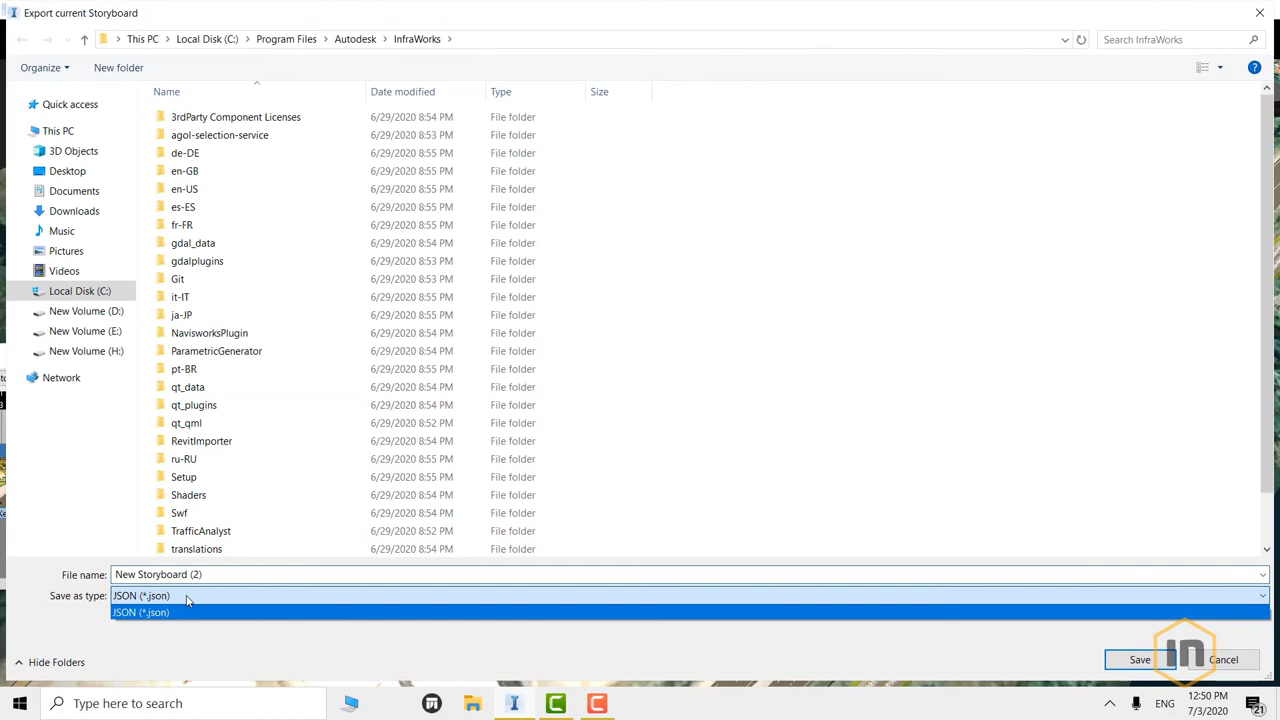 Export current Storyboard
This PC > Local Disk (C:) > Program Files > Autodesk > InfraWorks >
Search InfraWorks
Organize
New folder
Name
Date modified
Type
Size
Quick access
This PC
3D Objects
Desktop
Documents
Downloads
Music
Pictures
Videos
Local Disk (C:)
New Volume (D:)
New Volume (E:)
New Volume (H:)
Network
3rdParty Component Licenses 6/29/2020 8:54 PM File folder
agol-selection-service 6/29/2020 8:53 PM File folder
de-DE 6/29/2020 8:55 PM File folder
en-GB 6/29/2020 8:55 PM File folder
en-US 6/29/2020 8:55 PM File folder
es-ES 6/29/2020 8:55 PM File folder
fr-FR 6/29/2020 8:55 PM File folder
gdal_data 6/29/2020 8:54 PM File folder
gdalplugins 6/29/2020 8:53 PM File folder
Git 6/29/2020 8:53 PM File folder
it-IT 6/29/2020 8:55 PM File folder
ja-JP 6/29/2020 8:55 PM File folder
NavisworksPlugin 6/29/2020 8:54 PM File folder
ParametricGenerator 6/29/2020 8:54 PM File folder
pt-BR 6/29/2020 8:55 PM File folder
qt_data 6/29/2020 8:54 PM File folder
qt_plugins 6/29/2020 8:54 PM File folder
qt_qml 6/29/2020 8:52 PM File folder
RevitImporter 6/29/2020 8:54 PM File folder
ru-RU 6/29/2020 8:55 PM File folder
Setup 6/29/2020 8:54 PM File folder
Shaders 6/29/2020 8:54 PM File folder
Swf 6/29/2020 8:54 PM File folder
TrafficAnalyst 6/29/2020 8:52 PM File folder
translations 6/29/2020 8:54 PM File folder
File name: New Storyboard (2)
Save as type: JSON (*.json)
JSON (*.json)
Hide Folders
Save
Cancel
in
Type here to search
ENG
12:50 PM
7/3/2020
21